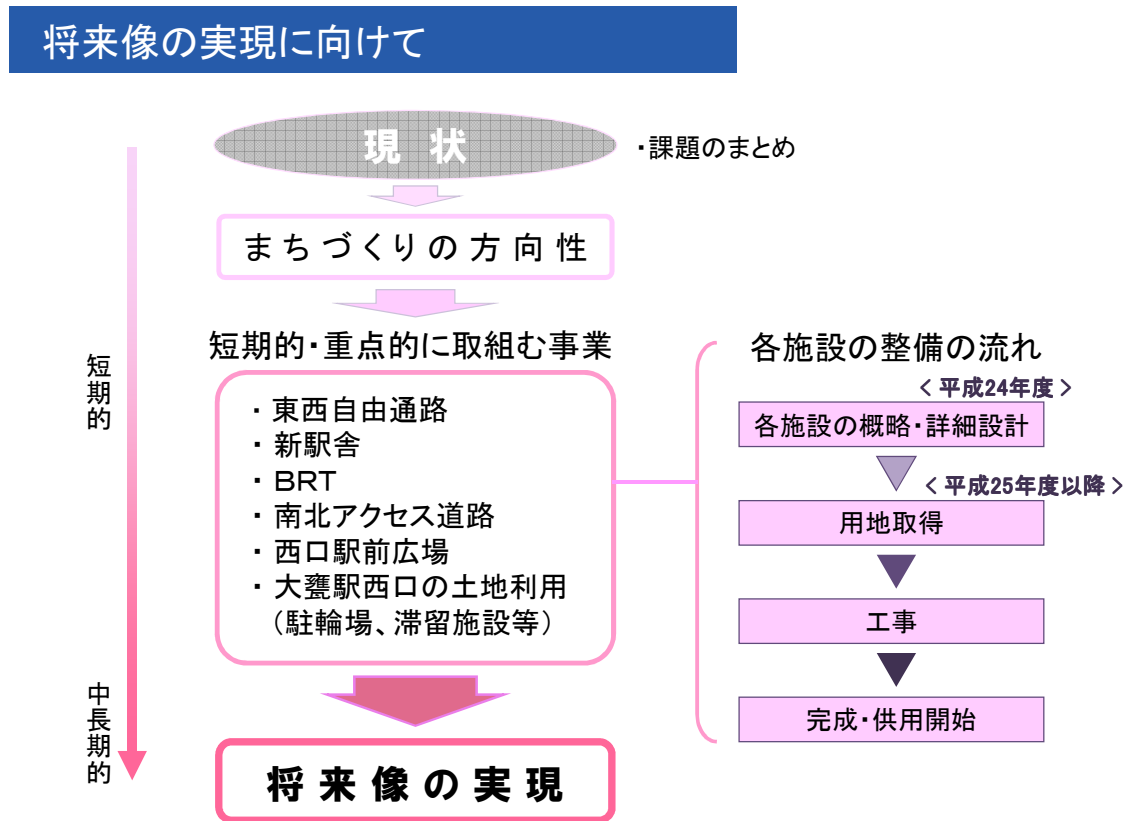 将来像の実現に向けて
現 状
・課題のまとめ
まちづくりの方向性
短期的・重点的に取組む事業
・ 東西自由通路
・ 新駅舎
・ BRT
・ 南北アクセス道路
・ 西口駅前広場
・ 大甕駅西口の土地利用
（駐輪場、滞留施設等）
将来像の実現
短期的
中長期的
各施設の整備の流れ
＜平成24年度＞
各施設の概略・詳細設計
＜平成25年度以降＞
用地取得
工事
完成・供用開始